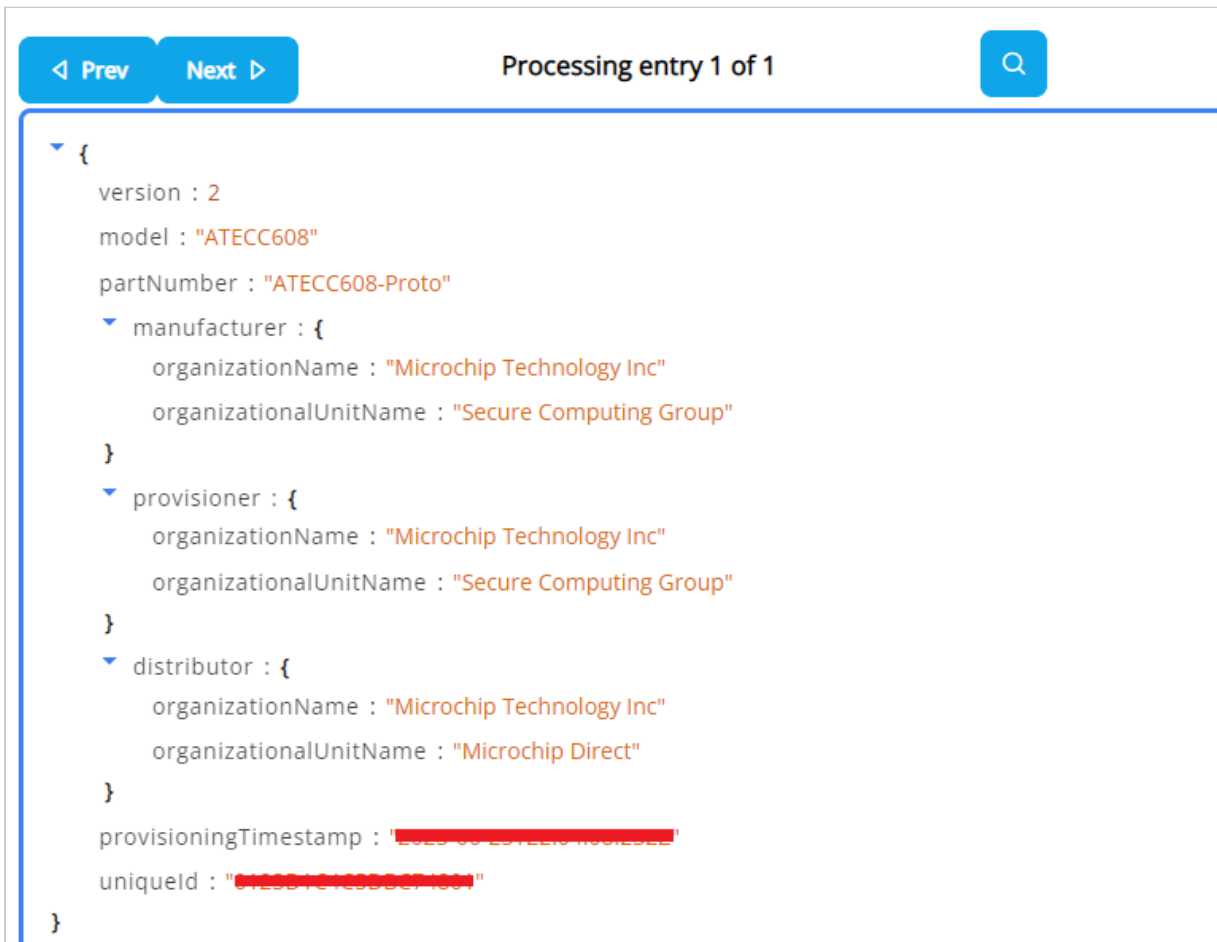 Prev Next Processing entry 1 of 1
{
version : 2
model : "ATECC608"
partNumber : "ATECC608-Proto"
manufacturer : {
organizationName : "Microchip Technology Inc"
organizationalUnitName : "Secure Computing Group"
}
provisioner : {
organizationName : "Microchip Technology Inc"
organizationalUnitName : "Secure Computing Group"
}
distributor : {
organizationName : "Microchip Technology Inc"
organizationalUnitName : "Microchip Direct"
}
provisioningTimestamp : " "
uniqueId : " "
}